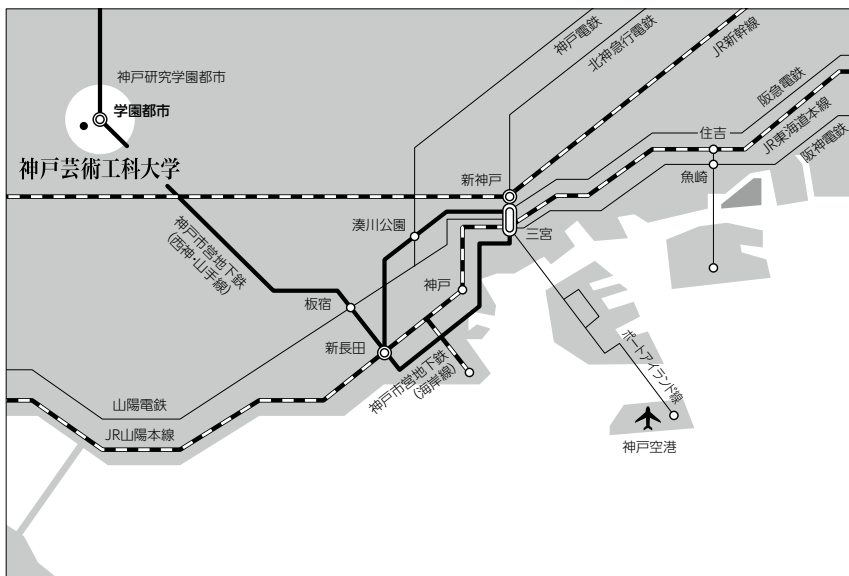 神戸電鉄
北神急行電鉄
JR新幹線
阪急電鉄
JR東海道本線
阪神電鉄
神戸研究学園都市
学園都市
神戸芸術工科大学
住吉
魚崎
新神戸
三宮
湊川公園
神戸市営地下鉄
(西神・山手線)
神戸
板宿
新長田
神戸市営地下鉄
(海岸線)
ポートアイランド線
山陽電鉄
JR山陽本線
神戸空港